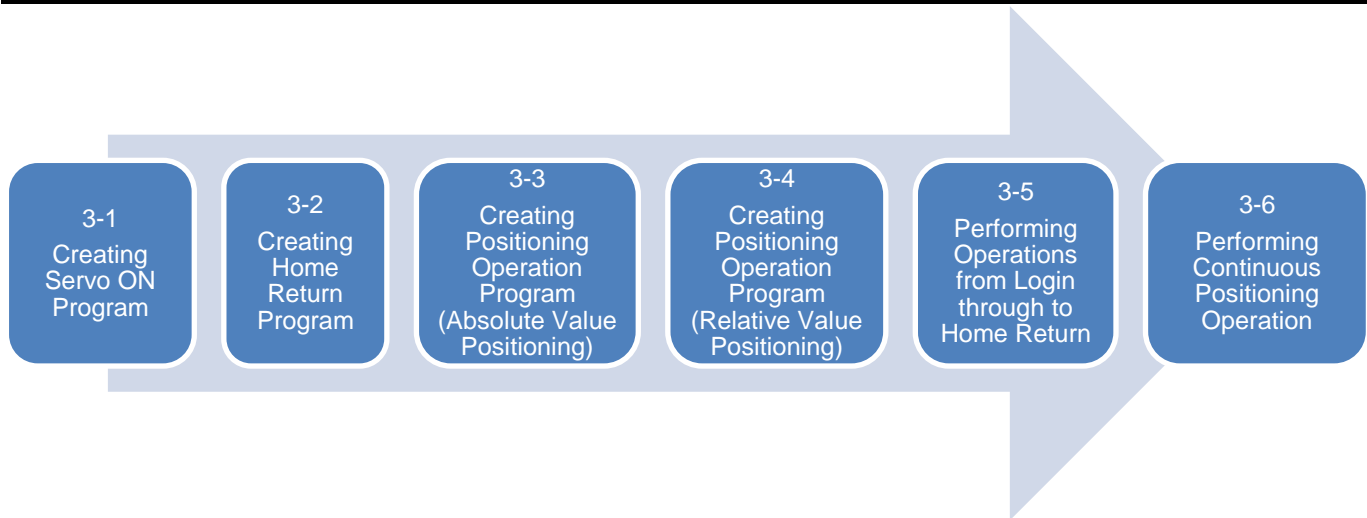 3-1
Creating
Servo ON
Program
3-2
Creating
Home
Return
Program
3-3
Creating
Positioning
Operation
Program
(Absolute Value
Positioning)
3-4
Creating
Positioning
Operation
Program
(Relative Value
Positioning)
3-5
Performing
Operations
from Login
through to
Home Return
3-6
Performing
Continuous
Positioning
Operation